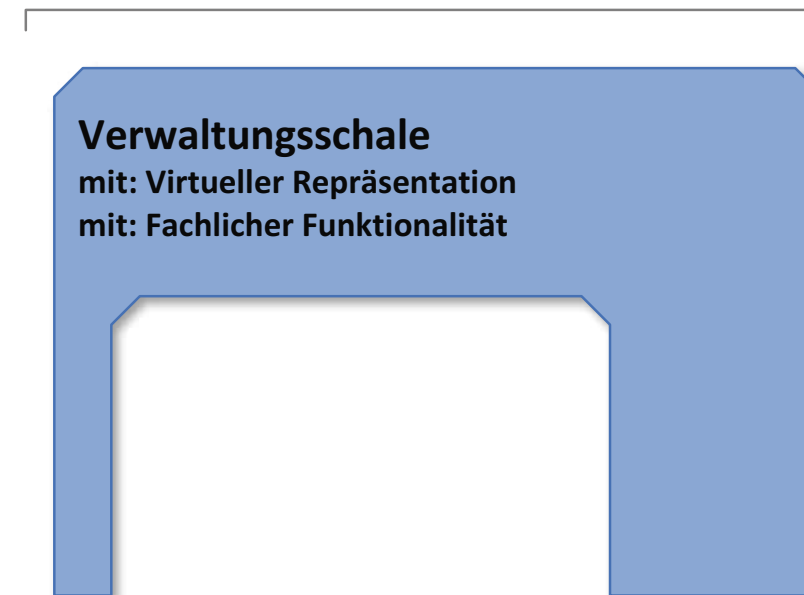 Verwaltungsschale
mit: Virtueller Repräsentation
mit: Fachlicher Funktionalität